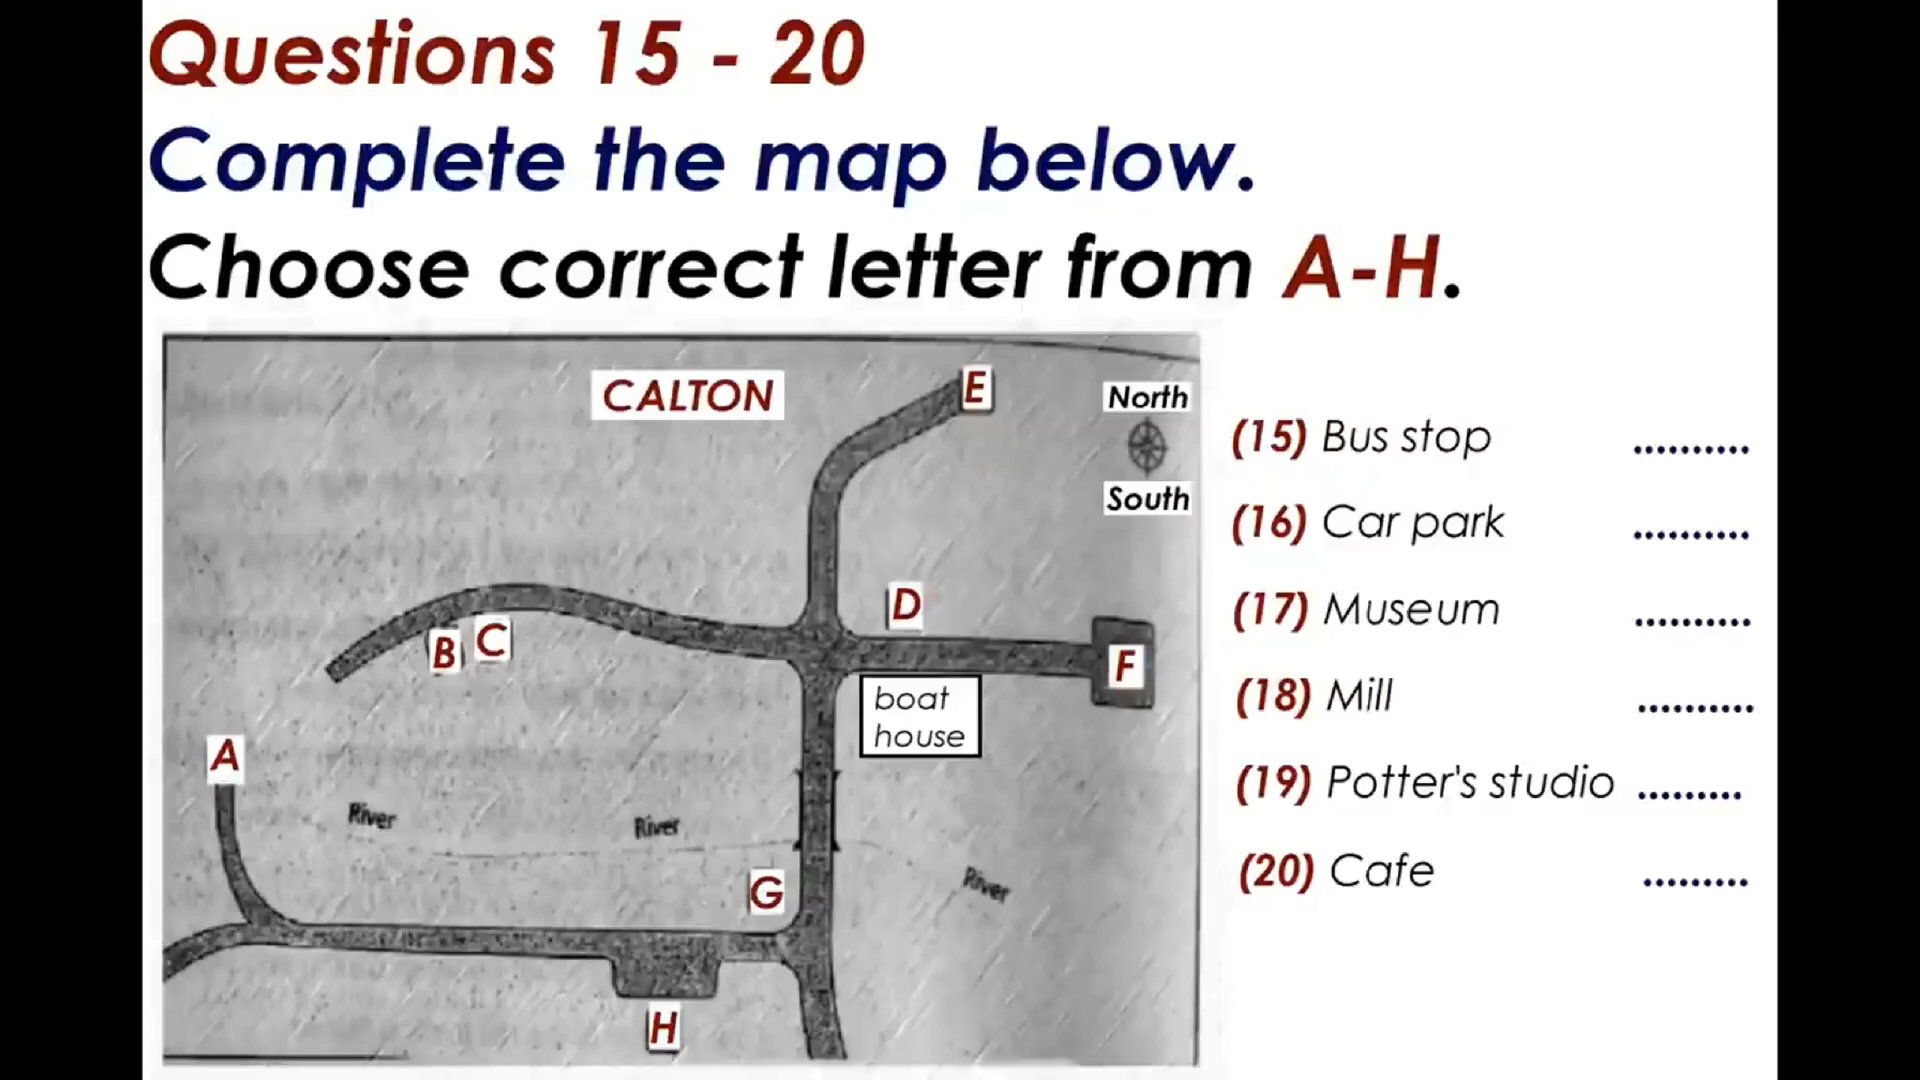 Questions 15 - 20
Complete the map below.
Choose correct letter from A-H.
CALTON
E
North
South
D
B C
F
boat
house
A
River
River
River
G
H
(15) Bus stop ..........
(16) Car park ..........
(17) Museum ..........
(18) Mill ..........
(19) Potter's studio .........
(20) Cafe .........